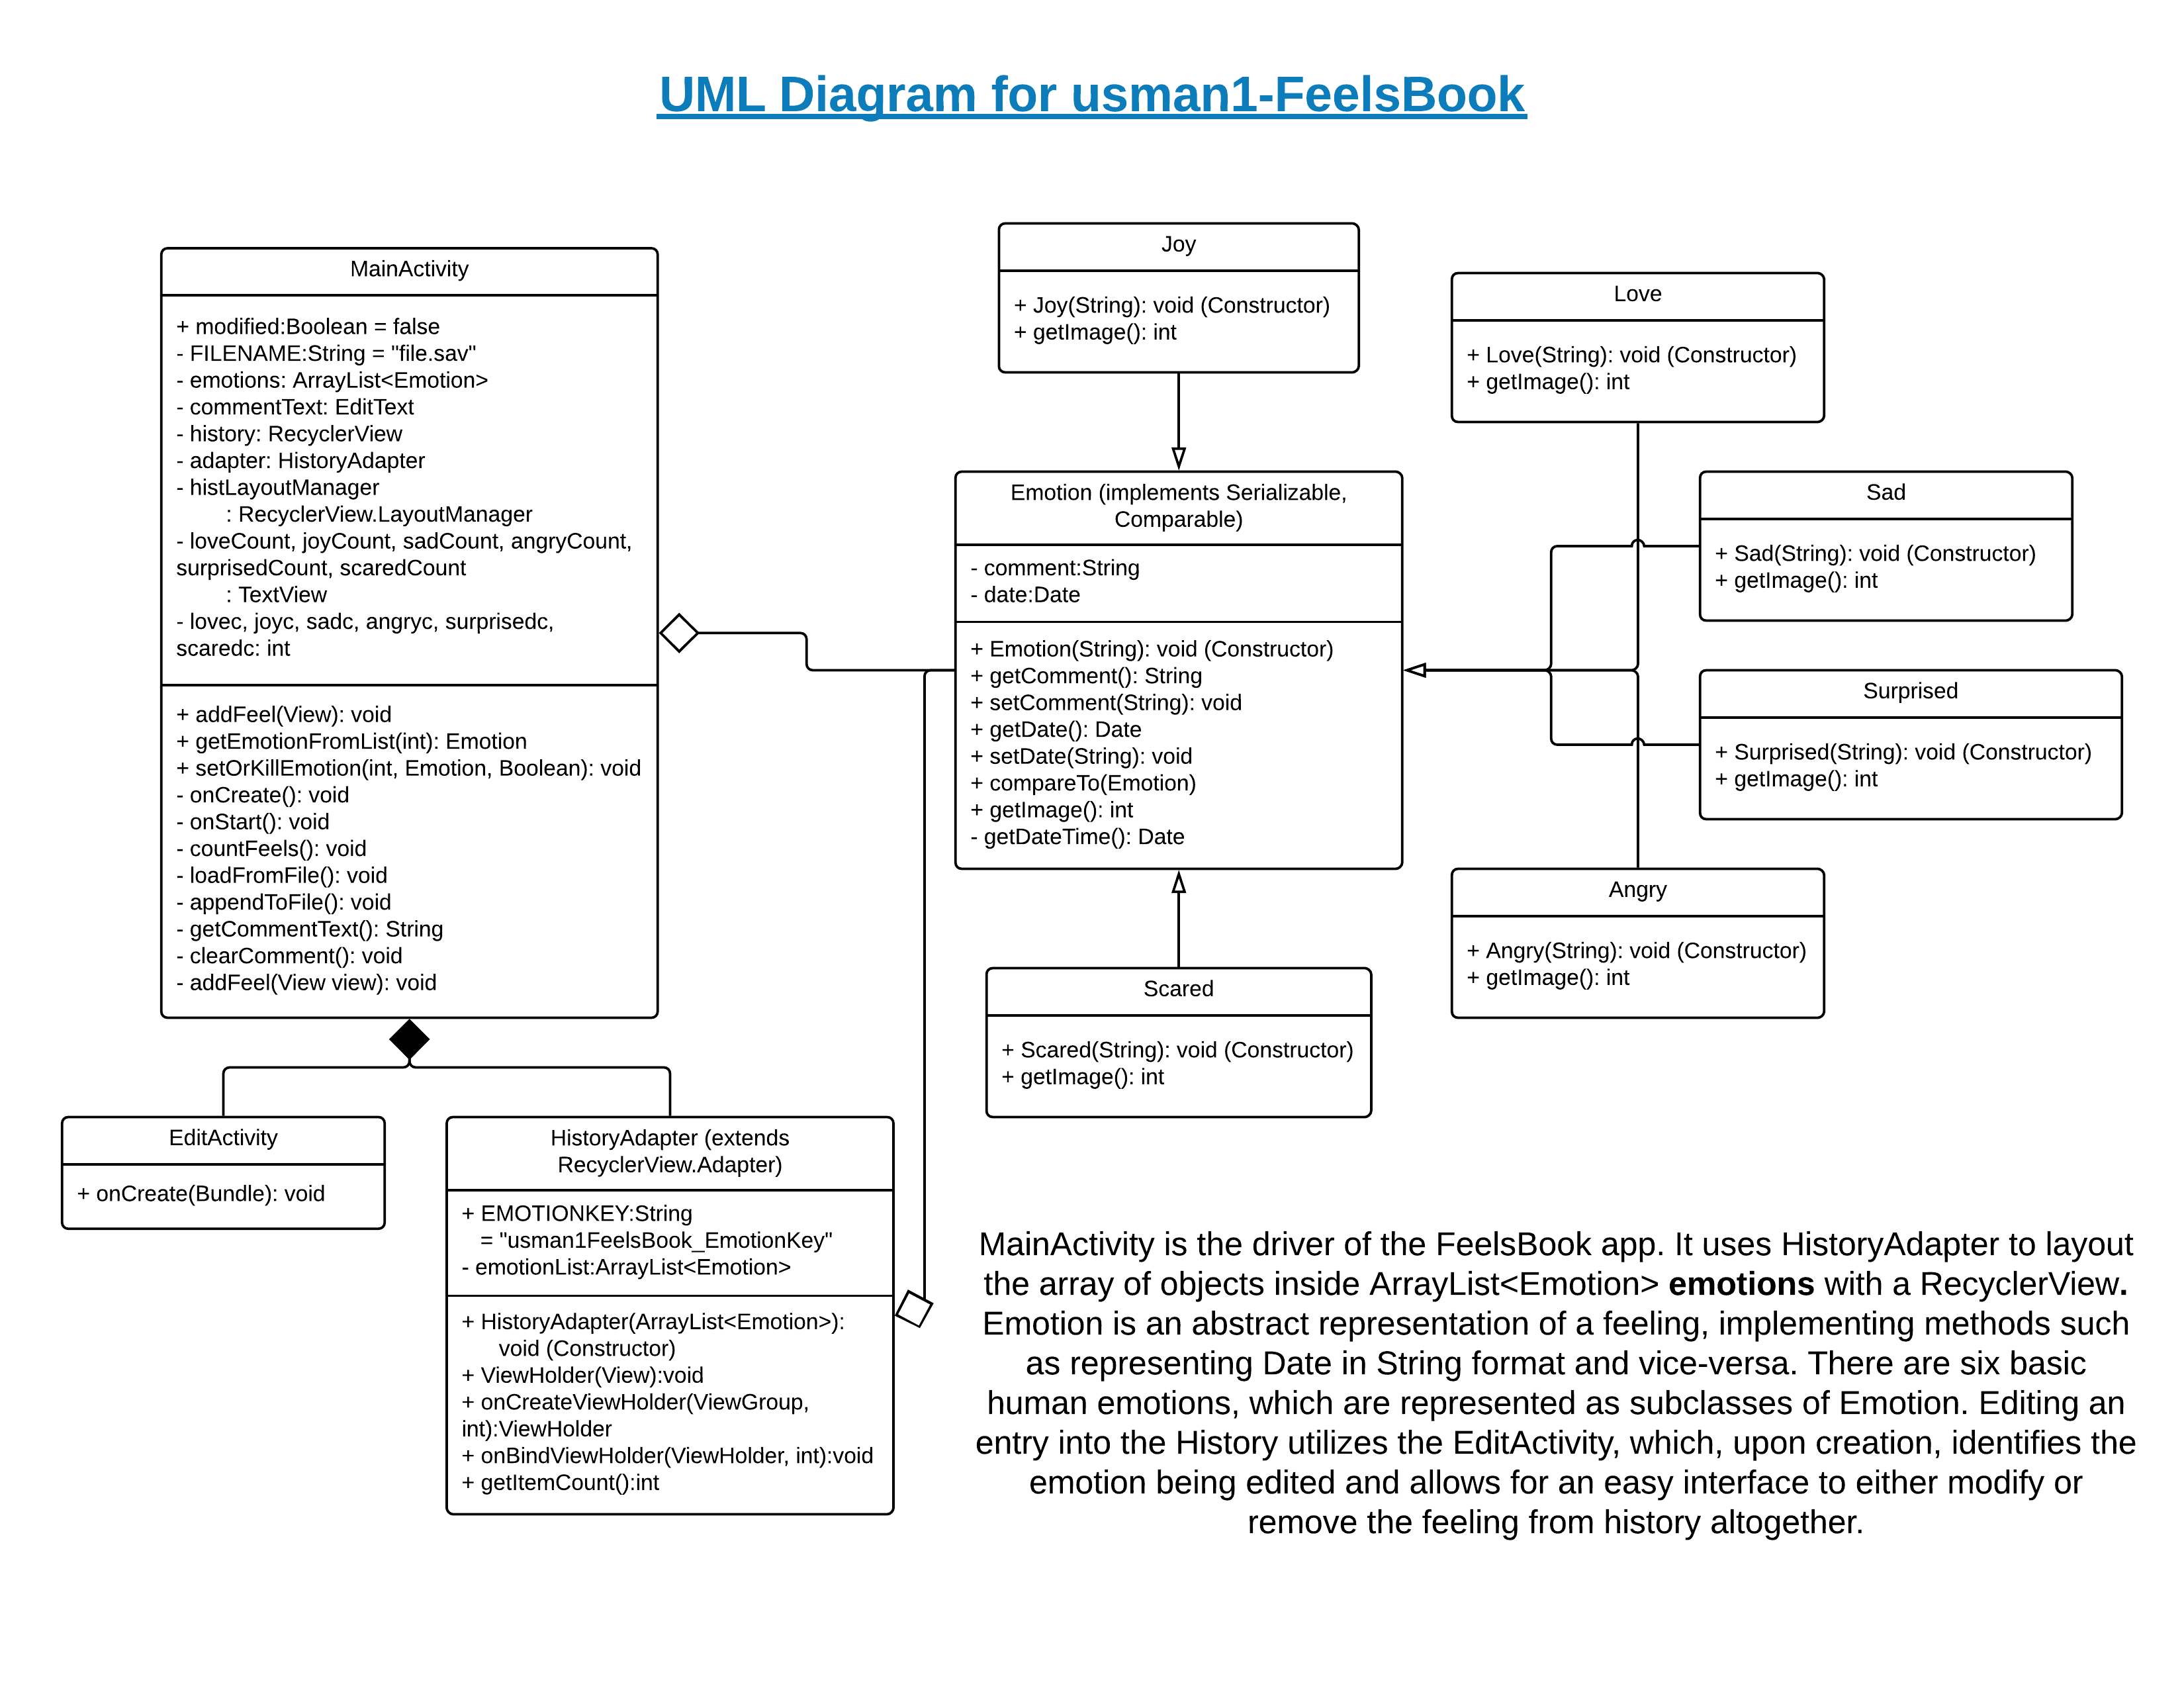 UML Diagram for usman1-FeelsBook
MainActivity
+ modified:Boolean = false
- FILENAME:String = "file.sav"
- emotions: ArrayList<Emotion>
- commentText: EditText
- history: RecyclerView
- adapter: HistoryAdapter
- histLayoutManager
: RecyclerView.LayoutManager
- loveCount, joyCount, sadCount, angryCount,
surprisedCount, scaredCount
: TextView
- lovec, joyc, sadc, angryc, surprisedc,
scaredc: int
+ addFeel(View): void
+ getEmotionFromList(int): Emotion
+ setOrKillEmotion(int, Emotion, Boolean): void
- onCreate(): void
- onStart(): void
- countFeels(): void
- loadFromFile(): void
- appendToFile(): void
- getCommentText(): String
- clearComment(): void
- addFeel(View view): void
Joy
+ Joy(String): void (Constructor)
+ getImage(): int
Love
+ Love(String): void (Constructor)
+ getImage(): int
Emotion (implements Serializable,
Comparable)
- comment:String
- date:Date
+ Emotion(String): void (Constructor)
+ getComment(): String
+ setComment(String): void
+ getDate(): Date
+ setDate(String): void
+ compareTo(Emotion)
+ getImage(): int
- getDateTime(): Date
Sad
+ Sad(String): void (Constructor)
+ getImage(): int
Surprised
+ Surprised(String): void (Constructor)
+ getImage(): int
Angry
+ Angry(String): void (Constructor)
+ getImage(): int
Scared
+ Scared(String): void (Constructor)
+ getImage(): int
EditActivity
+ onCreate(Bundle): void
HistoryAdapter (extends
RecyclerView.Adapter)
+ EMOTIONKEY:String
= "usman1FeelsBook_EmotionKey"
- emotionList:ArrayList<Emotion>
+ HistoryAdapter(ArrayList<Emotion>):
void (Constructor)
+ ViewHolder(View):void
+ onCreateViewHolder(ViewGroup,
int):ViewHolder
+ onBindViewHolder(ViewHolder, int):void
+ getItemCount():int
MainActivity is the driver of the FeelsBook app. It uses HistoryAdapter to layout
the array of objects inside ArrayList<Emotion> emotions with a RecyclerView.
Emotion is an abstract representation of a feeling, implementing methods such
as representing Date in String format and vice-versa. There are six basic
human emotions, which are represented as subclasses of Emotion. Editing an
entry into the History utilizes the EditActivity, which, upon creation, identifies the
emotion being edited and allows for an easy interface to either modify or
remove the feeling from history altogether.